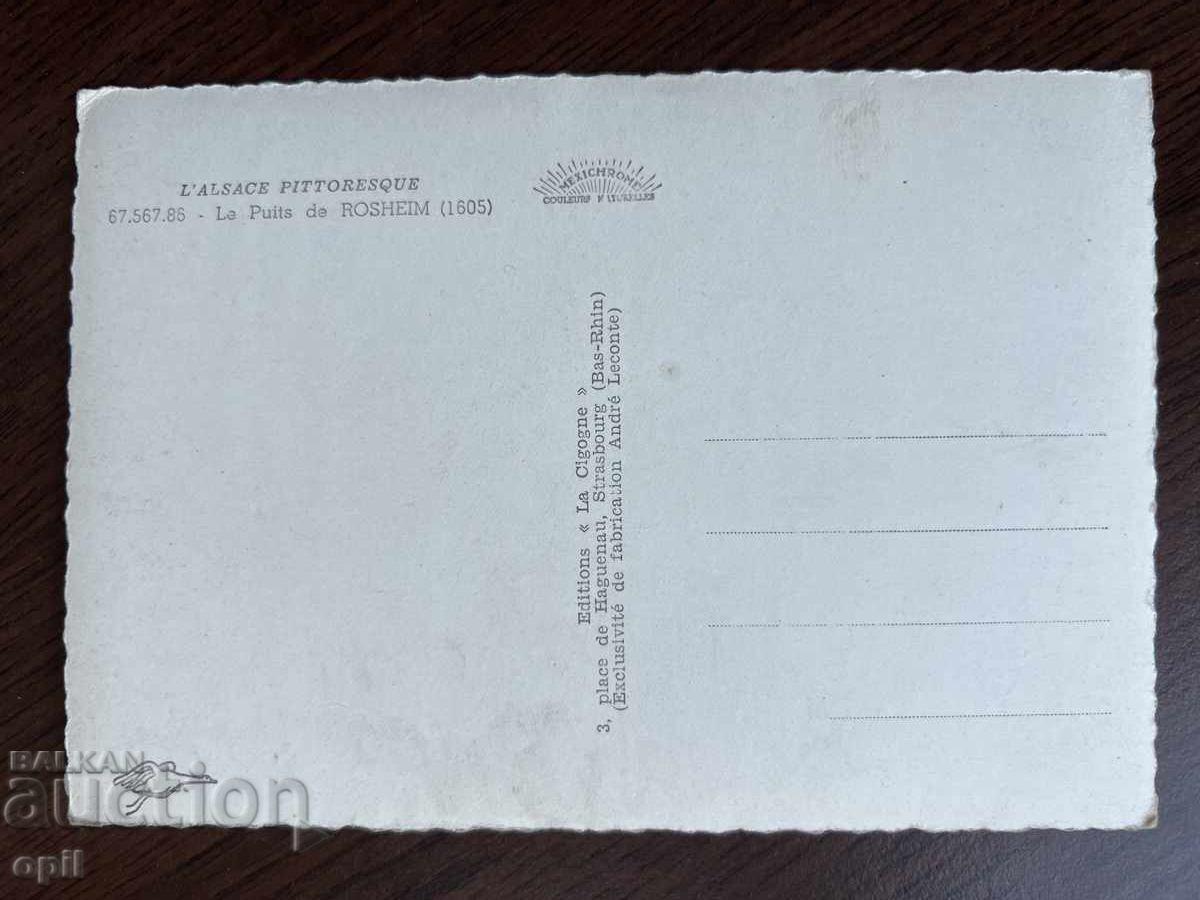 L'ALSACE PITTORESQUE
67.567.86 - Le Puits de ROSHEIM (1605)
MEXICHROME
COULEURS NATURELLES
Editions « La Cigogne »
3, place de Haguenau, Strasbourg (Bas-Rhin)
(Exclusivité de fabrication André Leconte)
BALKAN
auction
opil